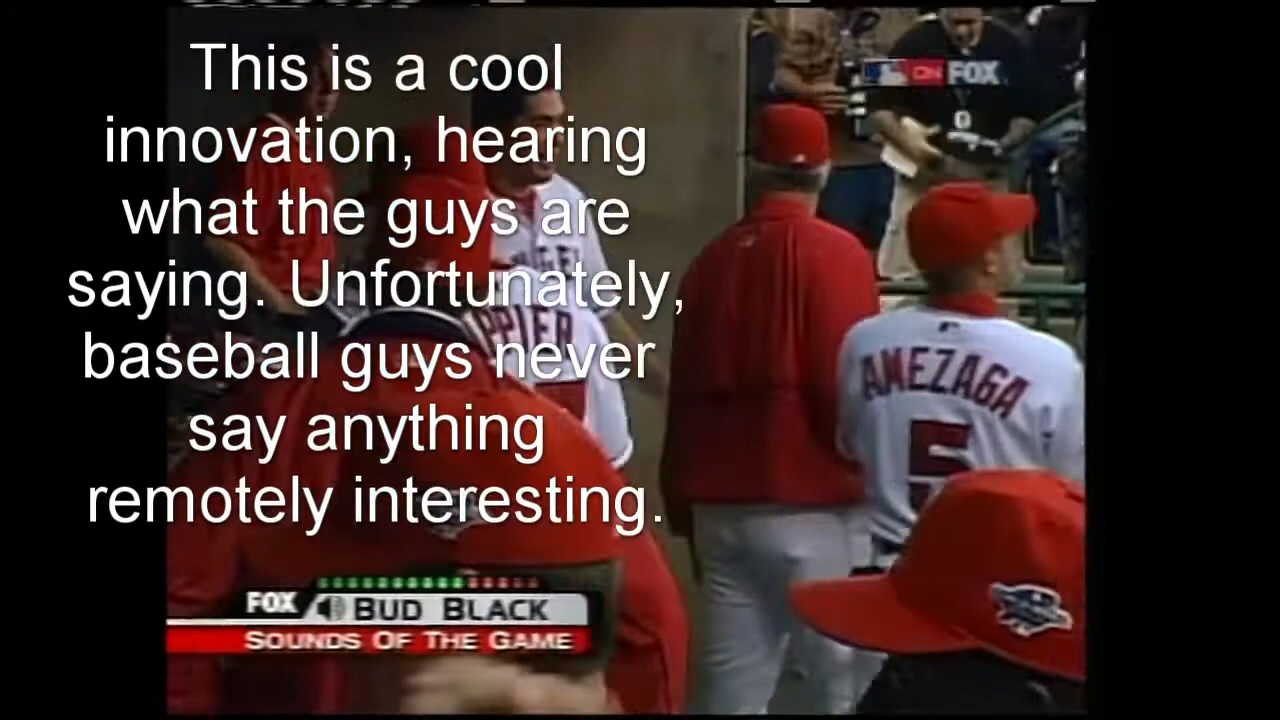 This is a cool
innovation, hearing
what the guys are
saying. Unfortunately,
baseball guys never
say anything
remotely interesting.
ON FOX
AMEZAGA
5
FOX BUD BLACK
SOUNDS OF THE GAME